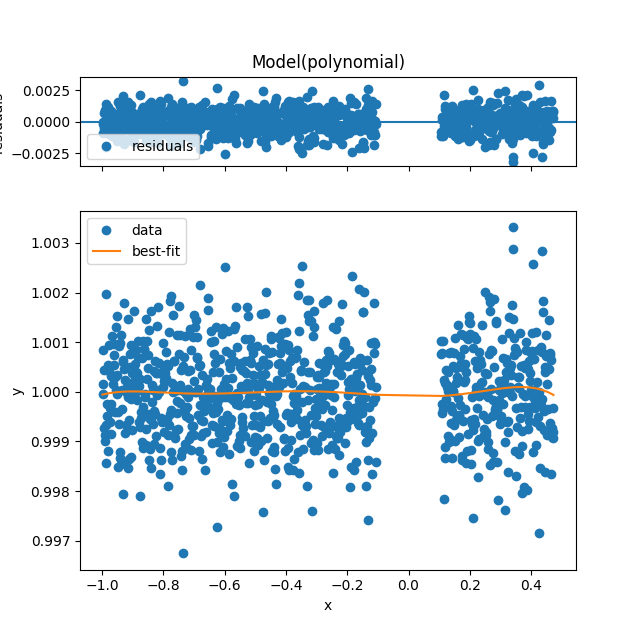 Model(polynomial)
0.0025
0.0000
−0.0025
residuals
1.003
1.002
1.001
1.000
0.999
0.998
0.997
y
data
best-fit
−1.0 −0.8 −0.6 −0.4 −0.2 0.0 0.2 0.4
x